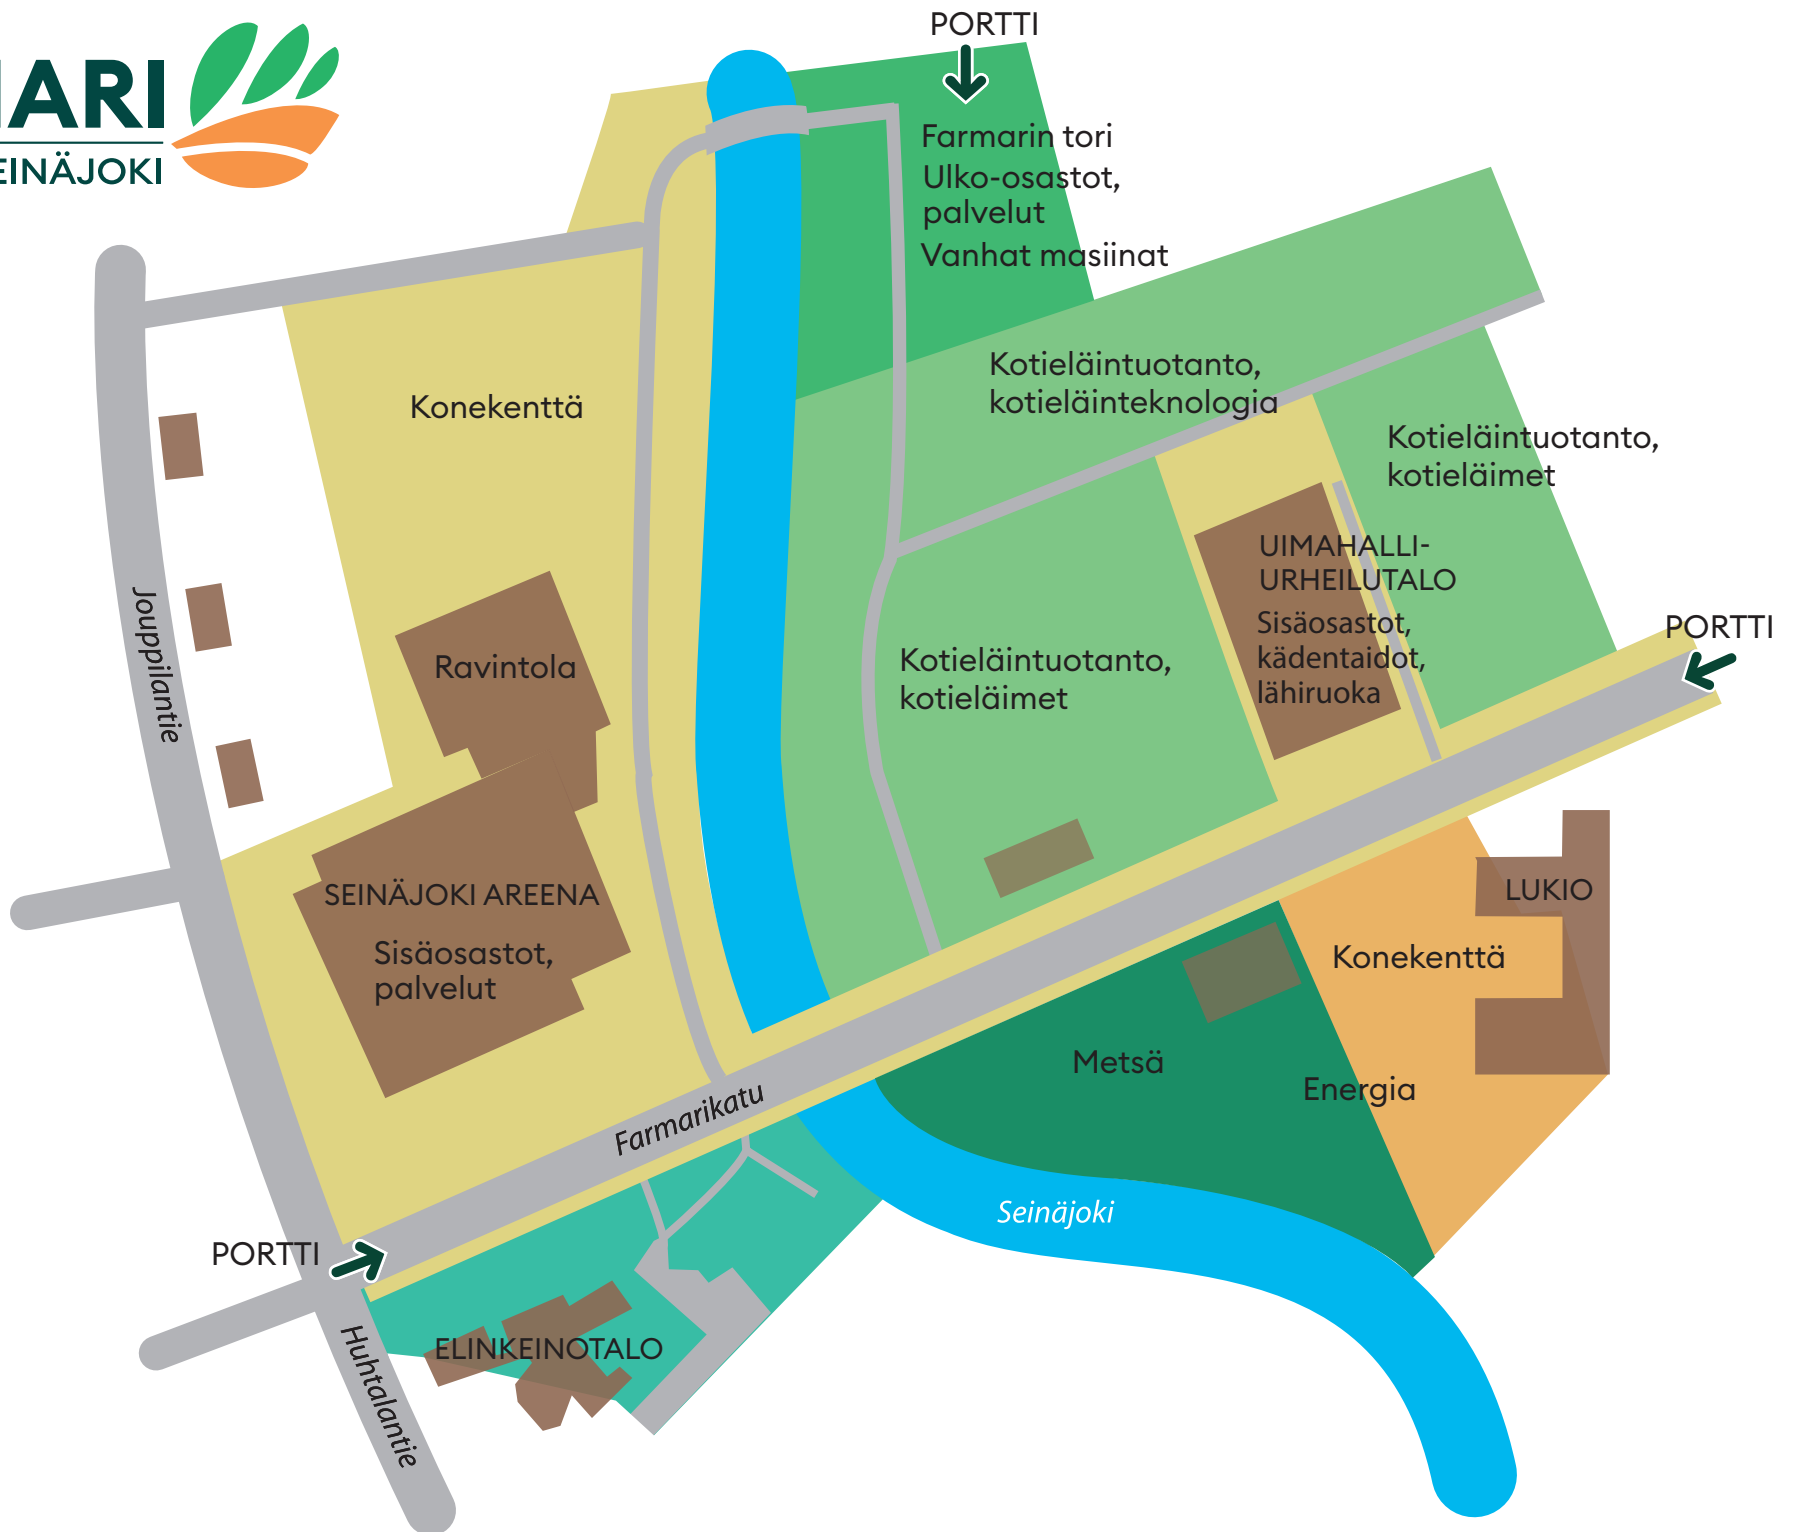 PORTTI
ARI
EINÄJOKI
Farmarin tori
Ulko-osastot,
palvelut
Vanhat masiinat
Konekenttä
Kotieläintuotanto,
kotieläinteknologia
Kotieläintuotanto,
kotieläimet
UIMAHALLI-
URHEILUTALO
Sisäosastot,
kädentaidot,
lähiruoka
PORTTI
Jouppilantie
Ravintola
Kotieläintuotanto,
kotieläimet
SEINÄJOKI AREENA
Sisäosastot,
palvelut
LUKIO
Konekenttä
Metsä
Energia
Farmarikatu
Seinäjoki
PORTTI
ELINKEINOTALO
Huhtalantie